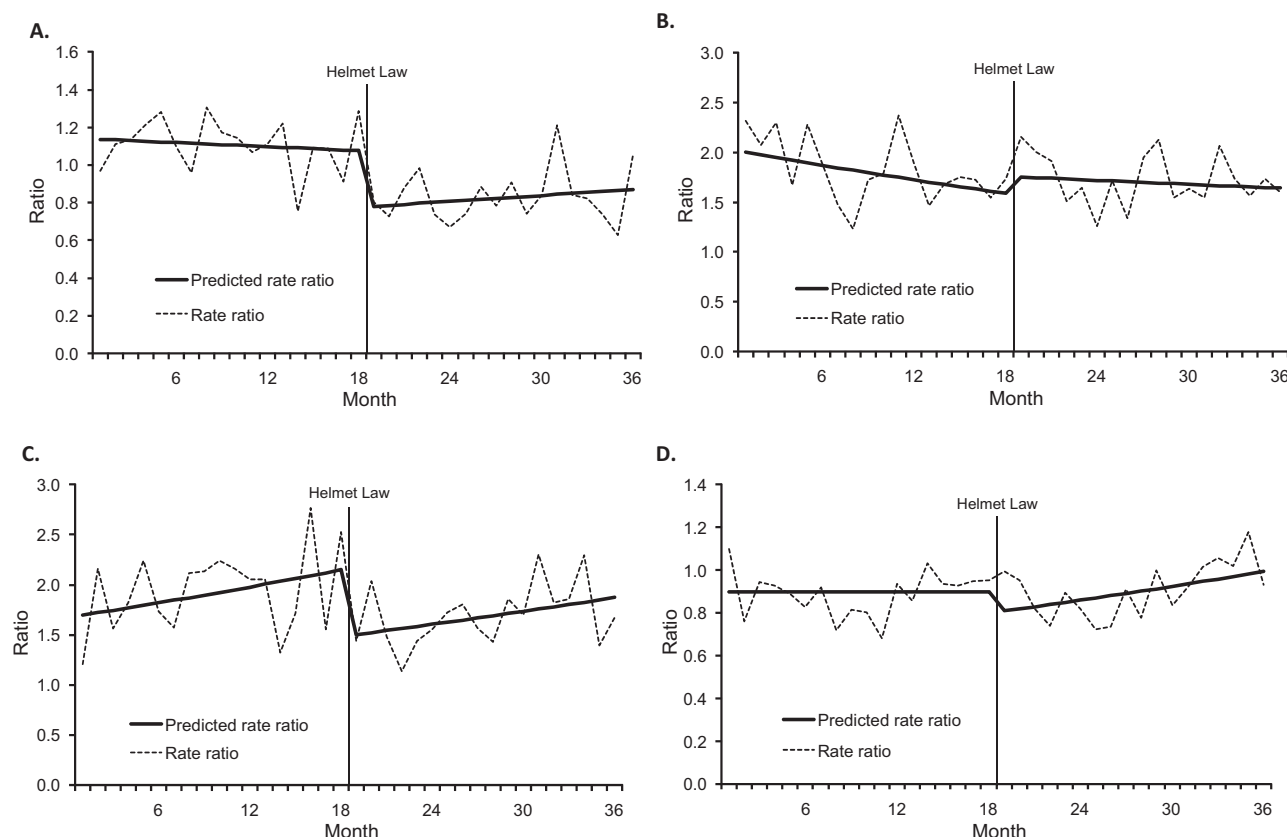 A.
1.6
1.4
1.2
1.0
0.8
0.6
0.4
0.2
0.0
Ratio
Helmet Law
Predicted rate ratio
Rate ratio
6 12 18 24 30 36
Month
B.
3.0
2.5
2.0
1.5
1.0
0.5
0.0
Ratio
Helmet Law
Predicted rate ratio
Rate ratio
6 12 18 24 30 36
Month
C.
3.0
2.5
2.0
1.5
1.0
0.5
0.0
Ratio
Helmet Law
Predicted rate ratio
Rate ratio
6 12 18 24 30 36
Month
D.
1.4
1.2
1.0
0.8
0.6
0.4
0.2
0.0
Ratio
Helmet Law
Predicted rate ratio
Rate ratio
6 12 18 24 30 36
Month